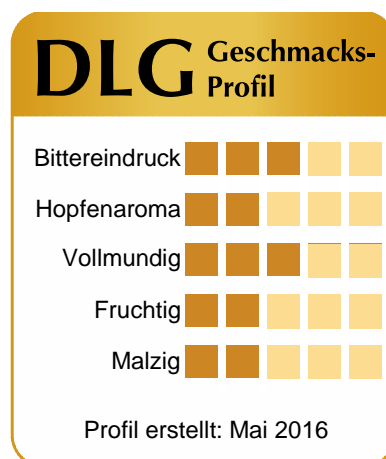 DLG Geschmacks-
Profil
Bittereindruck
Hopfenaroma
Vollmundig
Fruchtig
Malzig
Profil erstellt: Mai 2016